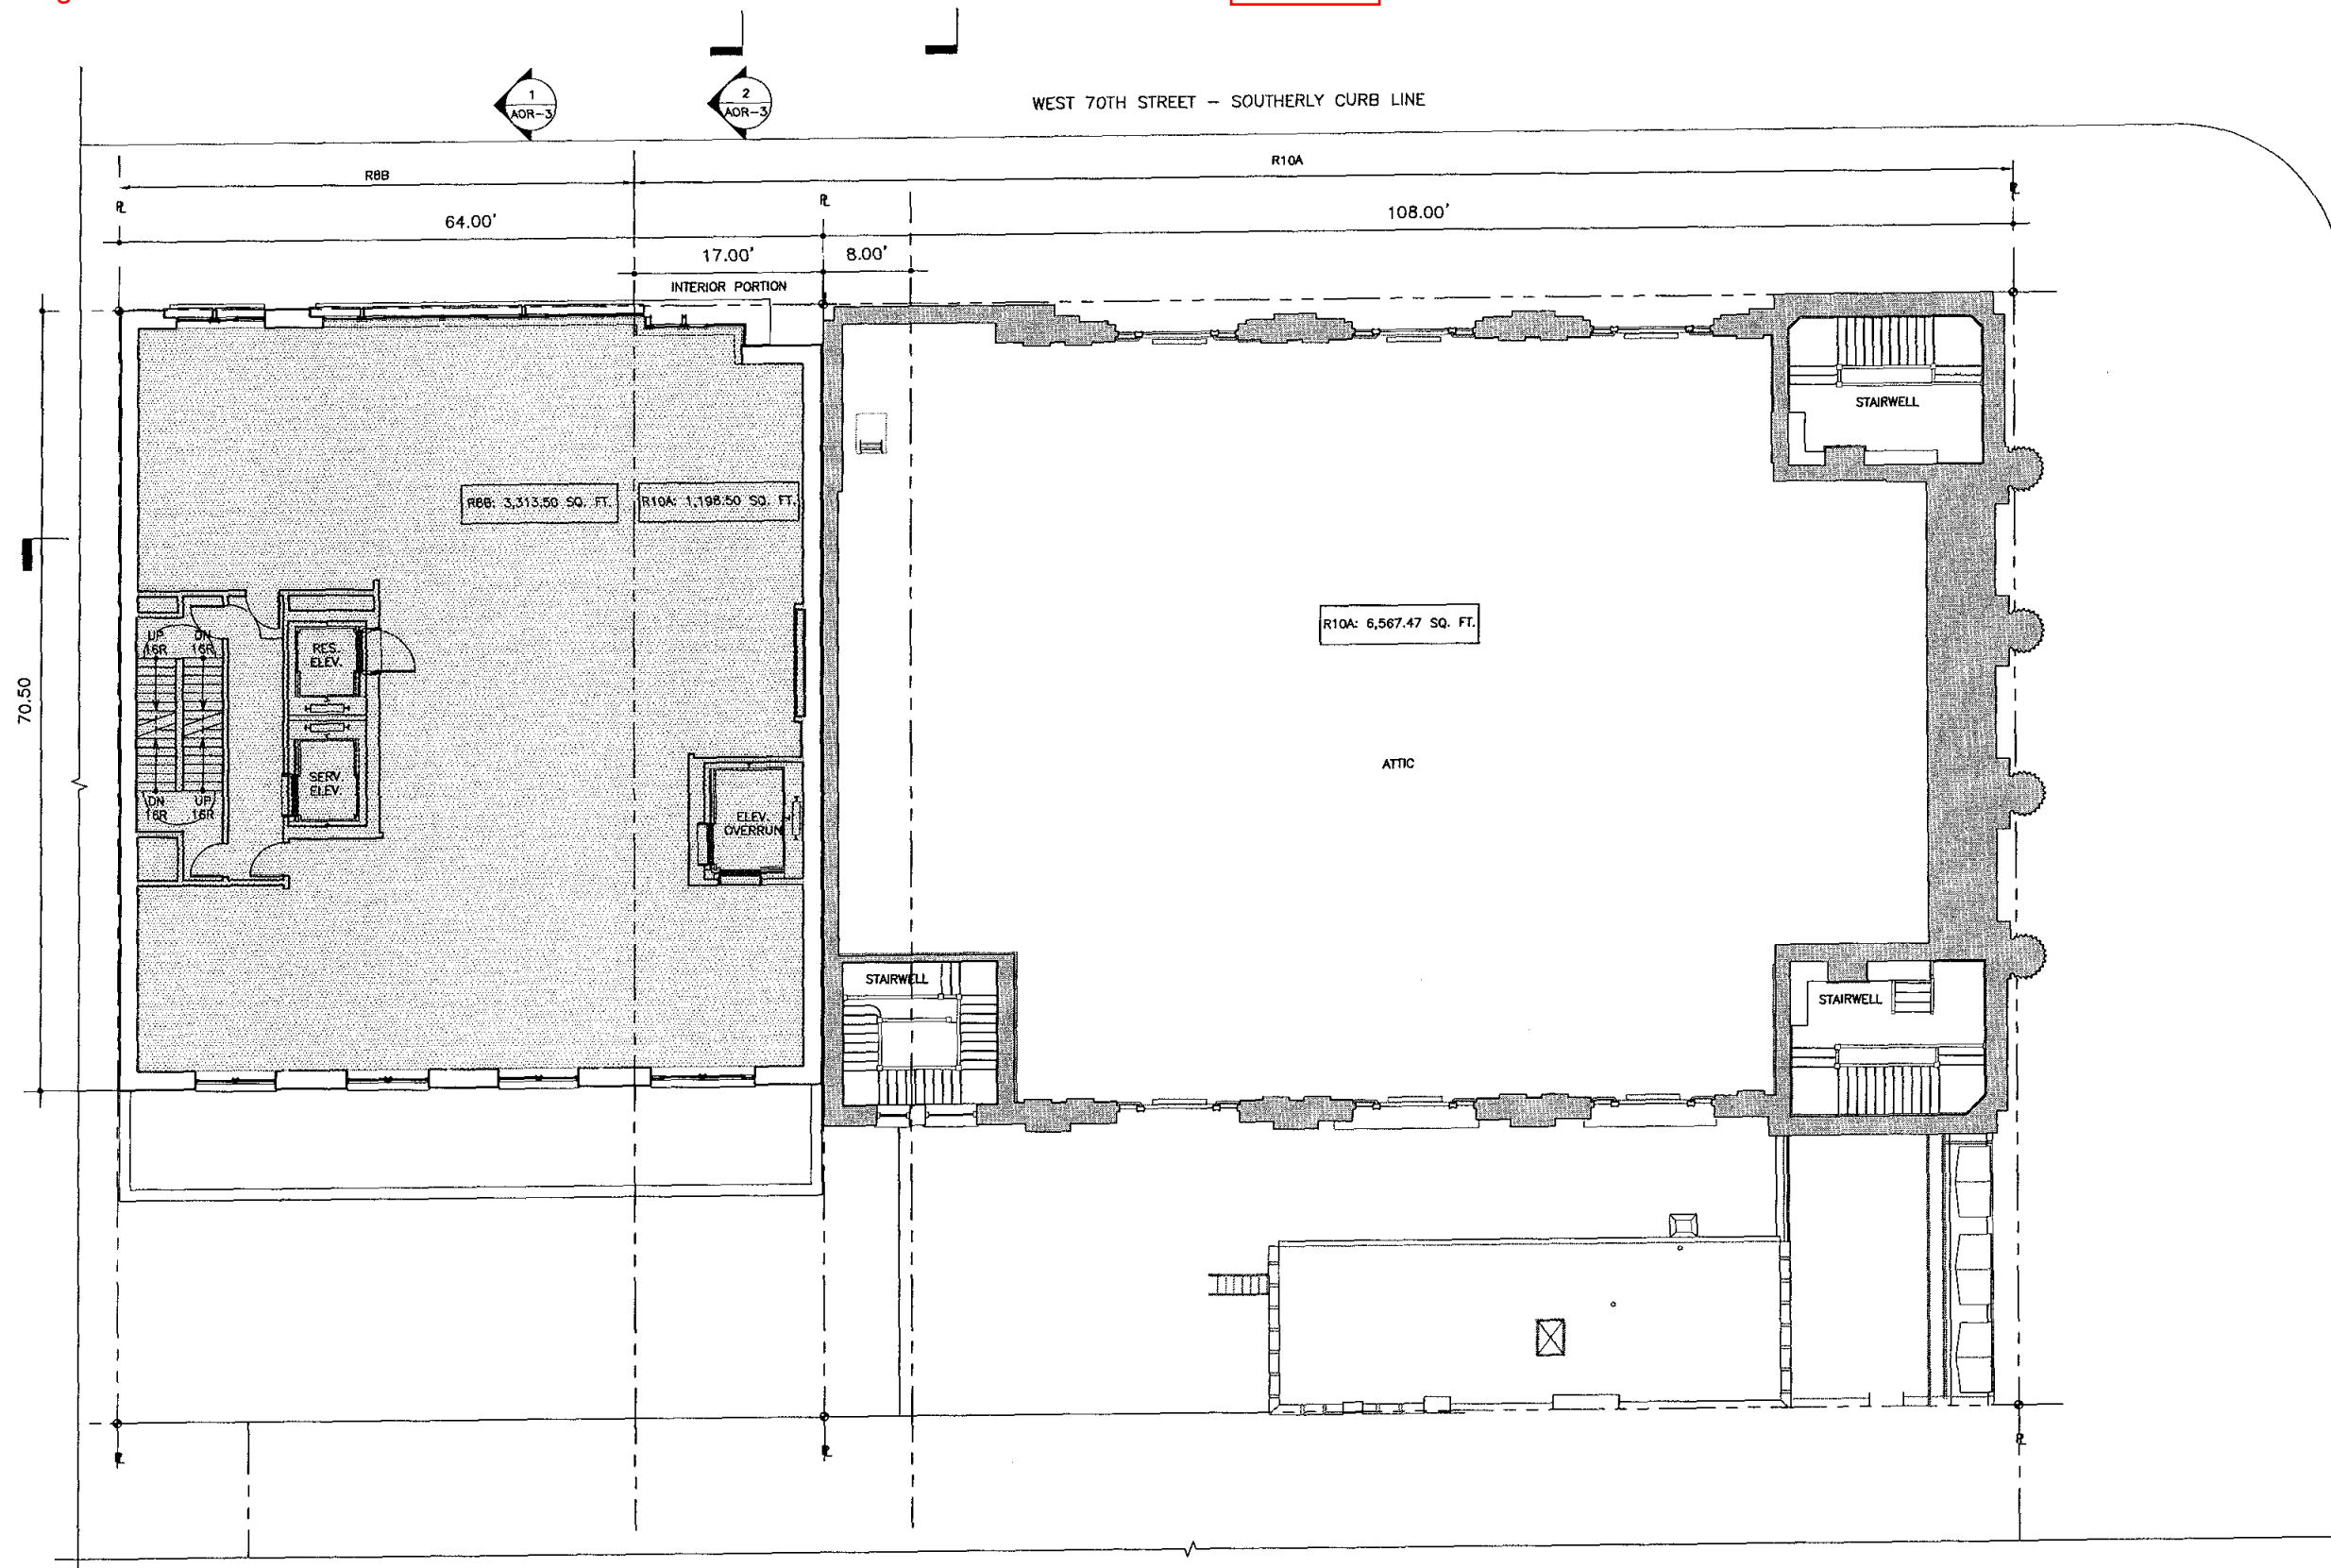 1
AOR-3
2
AOR-3
WEST 70TH STREET – SOUTHERLY CURB LINE
R8B
R10A
64.00'
108.00'
17.00'
8.00'
INTERIOR PORTION
STAIRWELL
R8B: 3,313.50 SQ. FT.
R10A: 1,198.50 SQ. FT.
R10A: 6,567.47 SQ. FT.
UP
16R
DN
16R
RES.
ELEV.
70.50
SERV.
ELEV.
DN
16R
UP
16R
ELEV.
OVERRUN
ATTIC
STAIRWELL
STAIRWELL